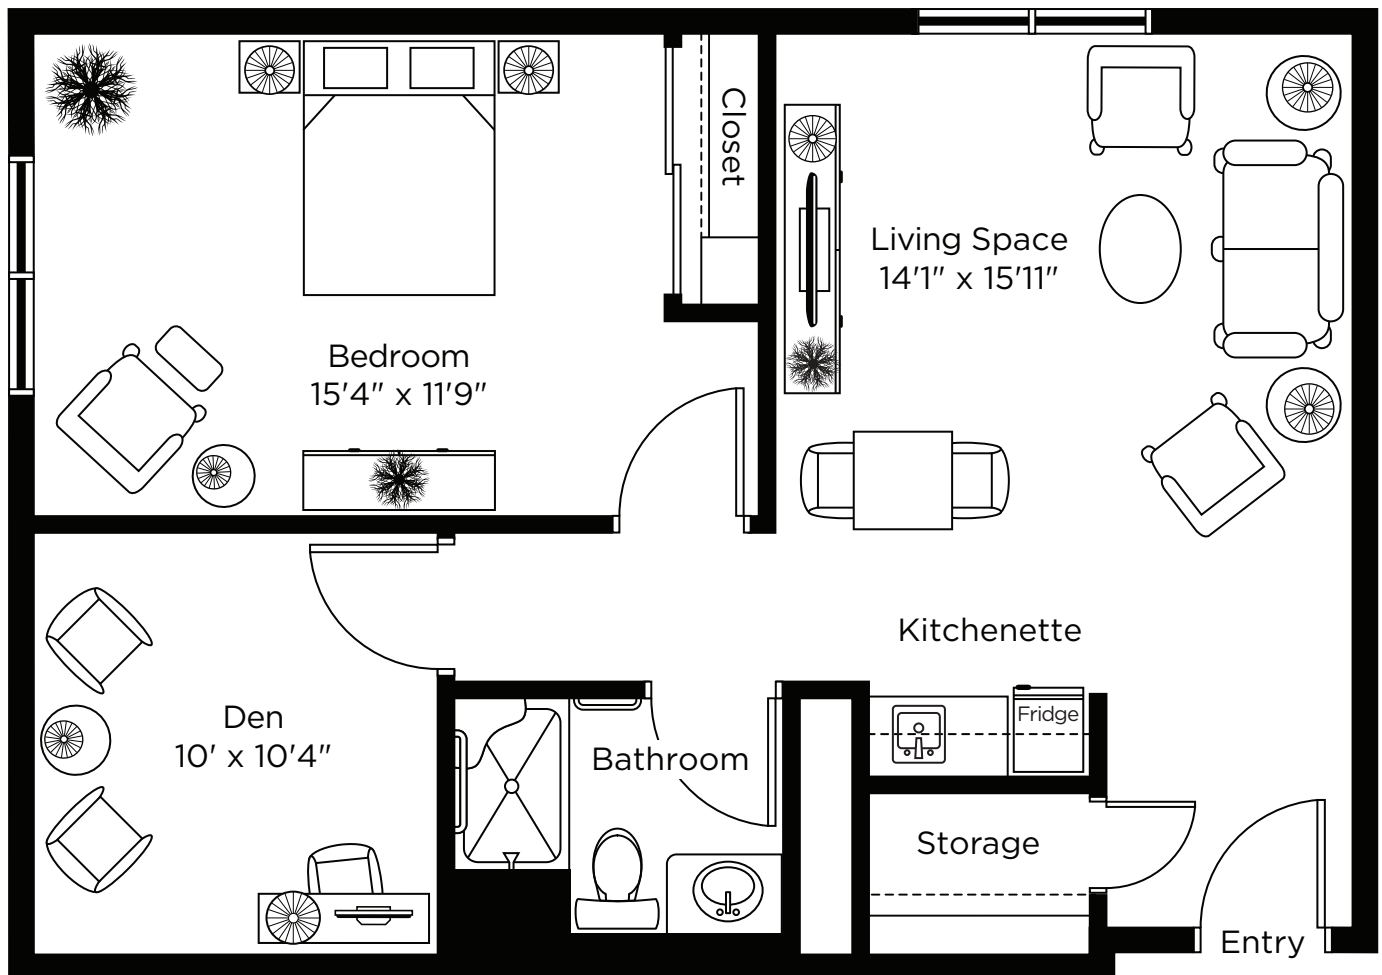 Closet
Living Space
14'1" x 15'11"
Bedroom
15'4" x 11'9"
Kitchenette
Fridge
Den
10' x 10'4"
Bathroom
Storage
Entry